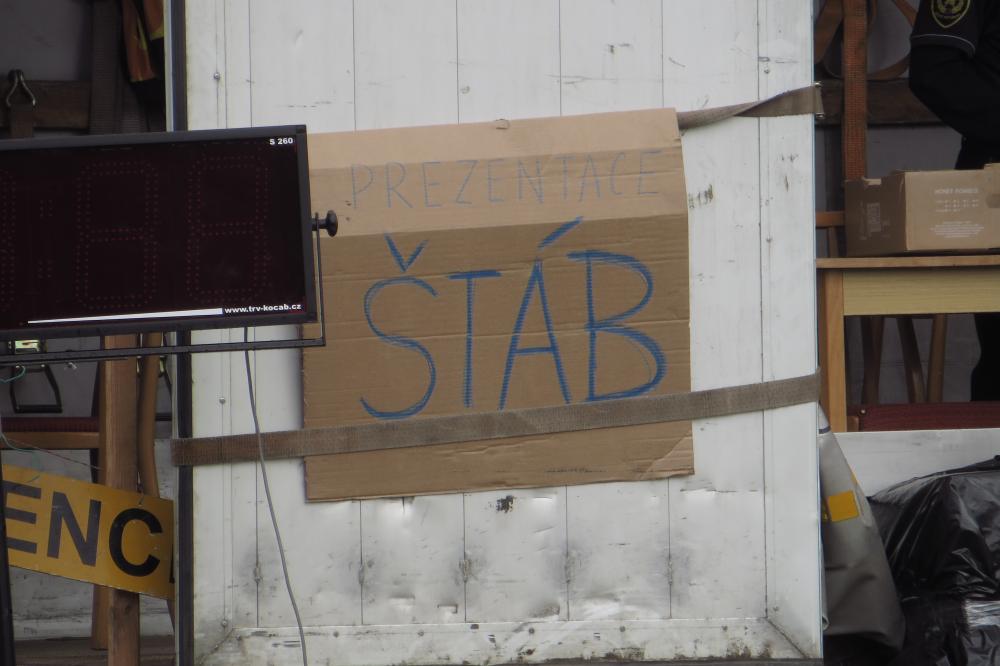 S 260
www.trv-kocab.cz
PREZENTACE
ŠTÁB
ENC